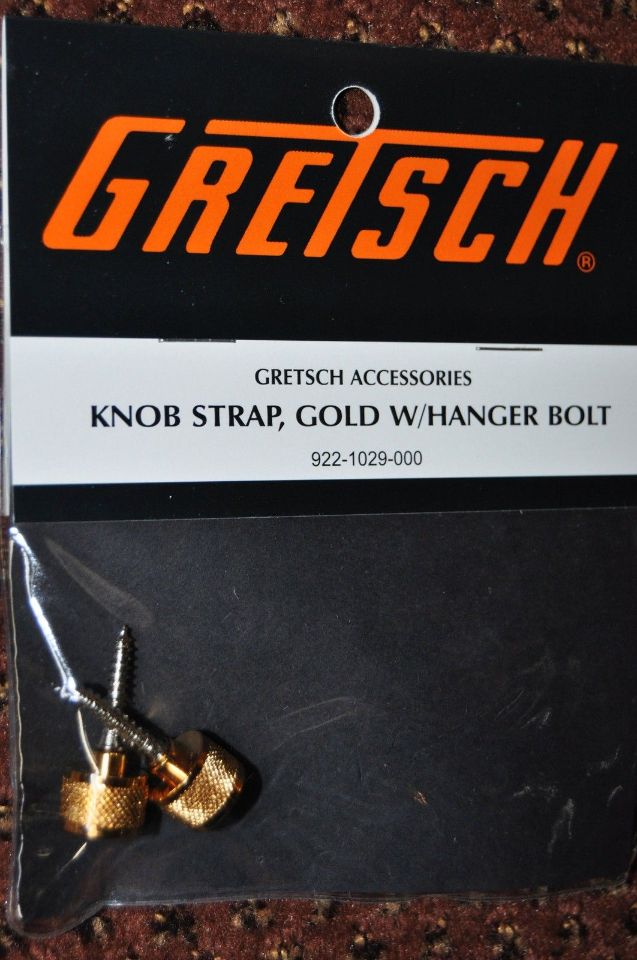 GRETSCH®
GRETSCH ACCESSORIES
KNOB STRAP, GOLD W/HANGER BOLT
922-1029-000